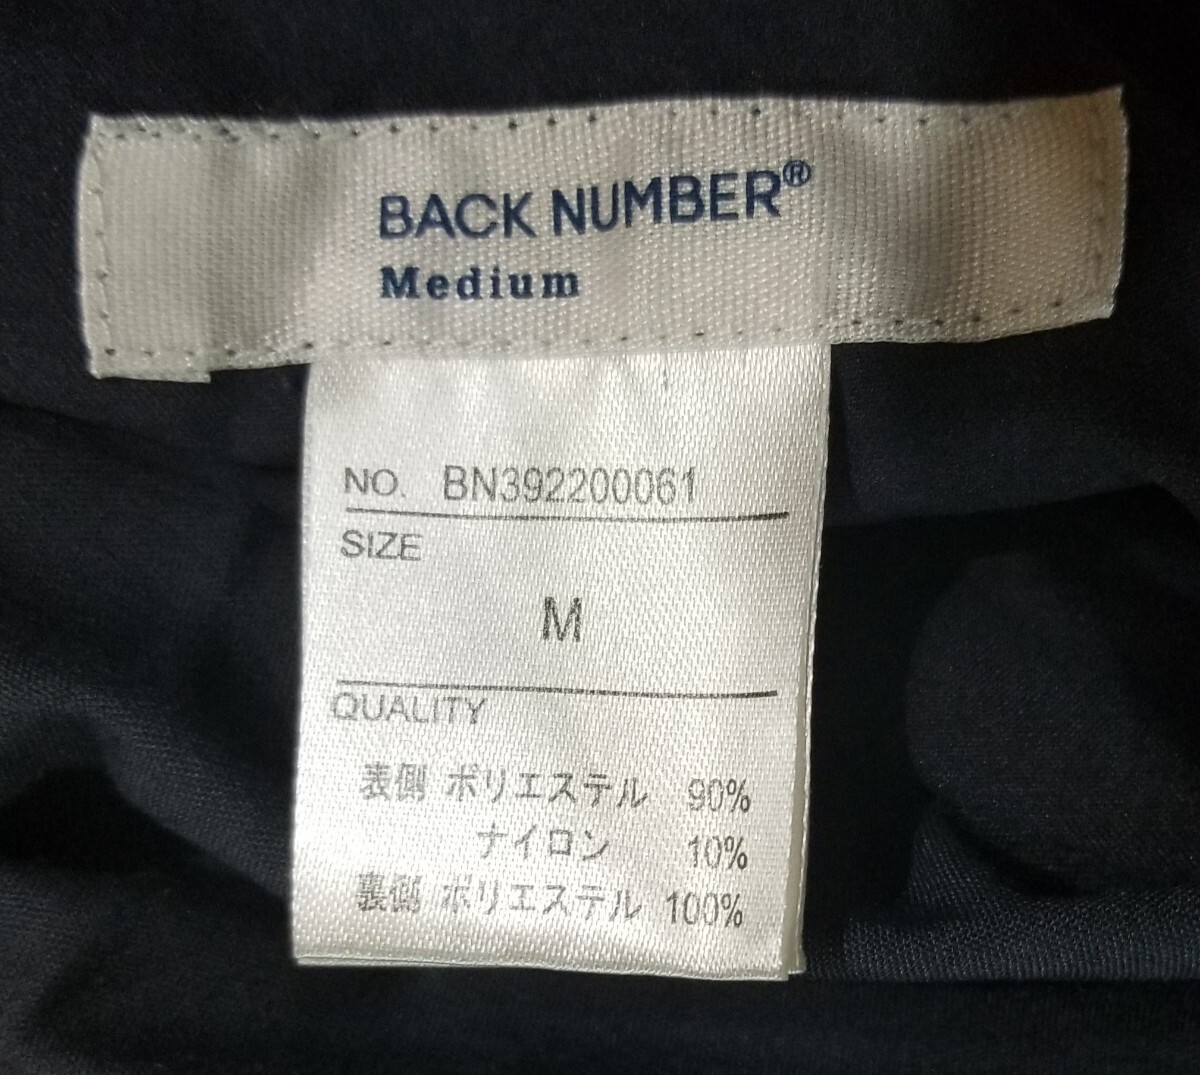 BACK NUMBER®
Medium
NO. BN392200061
SIZE
M
QUALITY
表側 ポリエステル 90%
ナイロン 10%
裏側 ポリエステル 100%